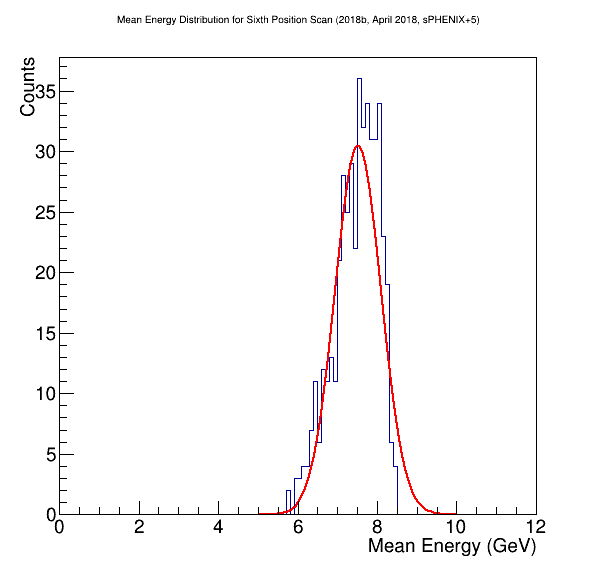 Mean Energy Distribution for Sixth Position Scan (2018b, April 2018, sPHENIX+5)
Counts
35
30
25
20
15
10
5
0
0 2 4 6 8 10 12
Mean Energy (GeV)